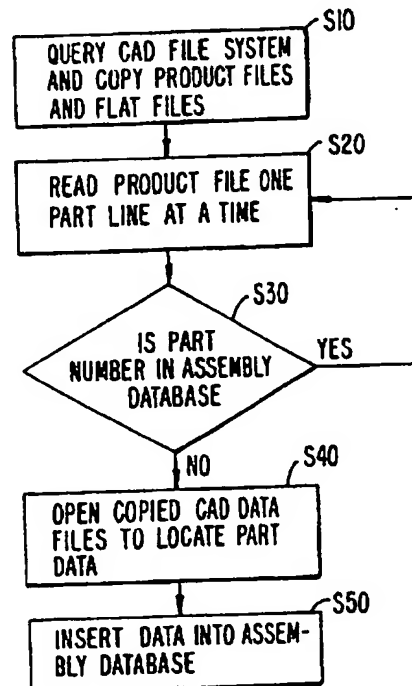 S10
QUERY CAD FILE SYSTEM
AND COPY PRODUCT FILES
AND FLAT FILES
S20
READ PRODUCT FILE ONE
PART LINE AT A TIME
S30
IS PART
NUMBER IN ASSEMBLY
DATABASE
YES
NO
S40
OPEN COPIED CAD DATA
FILES TO LOCATE PART
DATA
S50
INSERT DATA INTO ASSEM-
BLY DATABASE